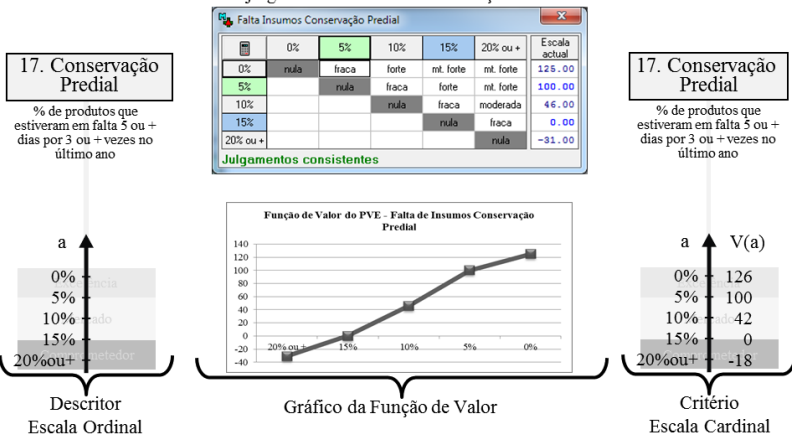 Falta Insumos Conservação Predial
0% 5% 10% 15% 20% ou + Escala actual
0% nula fraca forte mt. forte mt. forte 125.00
5% nula fraca forte mt. forte 100.00
10% nula fraca moderada 46.00
15% nula fraca 0.00
20% ou + nula -31.00
Julgamentos consistentes
17. Conservação
Predial
% de produtos que
estiveram em falta 5 ou +
dias por 3 ou + vezes no
último ano
a
0%
5%
10%
15%
20%ou+
Descritor
Escala Ordinal
Função de Valor do PVE - Falta de Insumos Conservação
Predial
140
120
100
80
60
40
20
0
-20
-40
20% ou + 15% 10% 5% 0%
Gráfico da Função de Valor
17. Conservação
Predial
% de produtos que
estiveram em falta 5 ou +
dias por 3 ou + vezes no
último ano
a V(a)
0% 126
5% 100
10% 42
15% 0
20%ou+ -18
Critério
Escala Cardinal